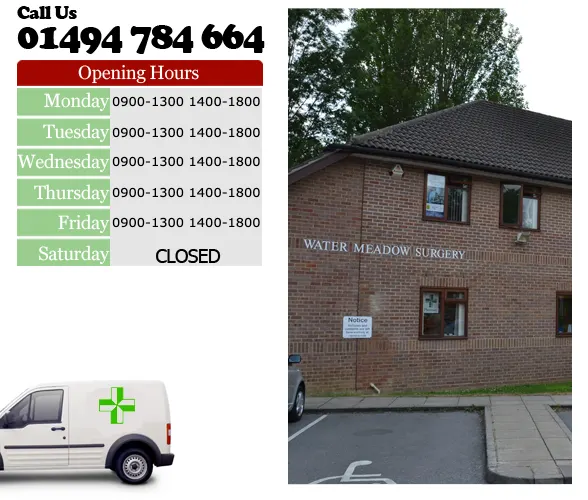 Call Us
01494 784 664
Opening Hours
Monday 0900-1300 1400-1800
Tuesday 0900-1300 1400-1800
Wednesday 0900-1300 1400-1800
Thursday 0900-1300 1400-1800
Friday 0900-1300 1400-1800
Saturday CLOSED
WATER MEADOW SURGERY
Notice